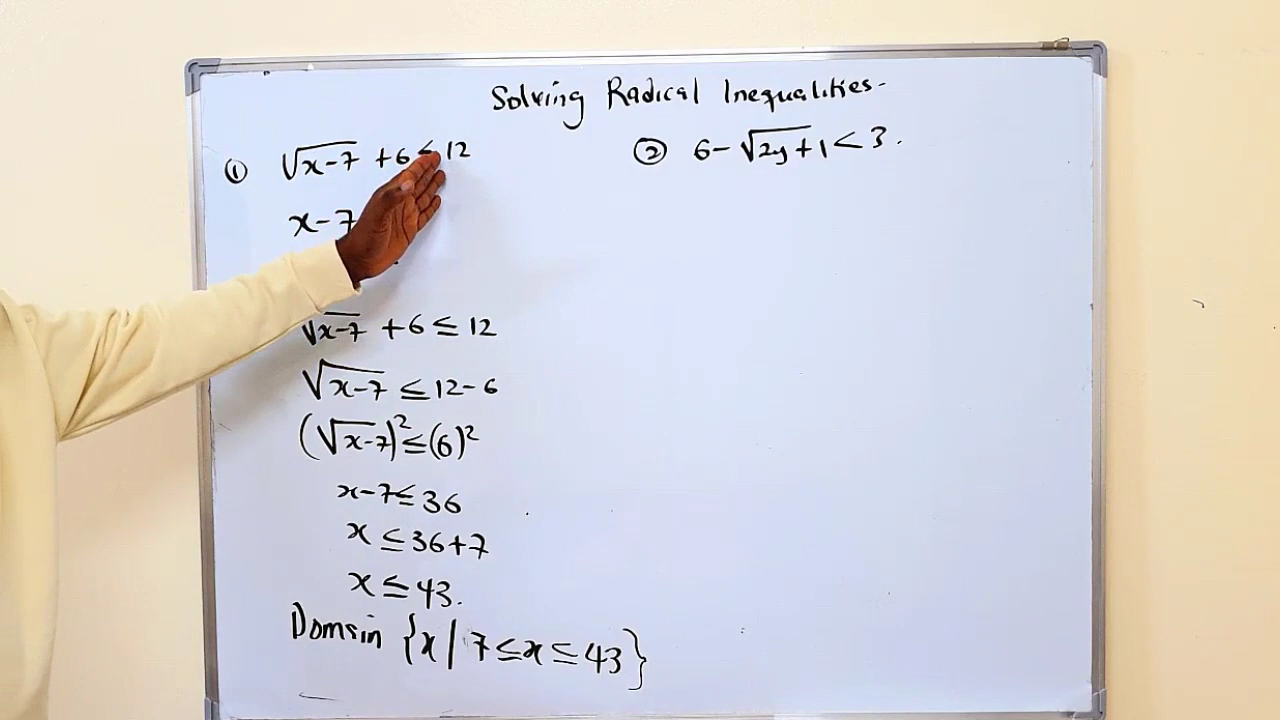 Solving Radical Inequalities-
① √x-7 +6 ≤ 12
x-7
√x-7 +6 ≤ 12
√x-7 ≤ 12-6
(√x-7)² ≤ (6)²
x-7 ≤ 36
x ≤ 36+7
x ≤ 43.
Domain {x | 7 ≤ x ≤ 43}
② 6-√2y+1 < 3.